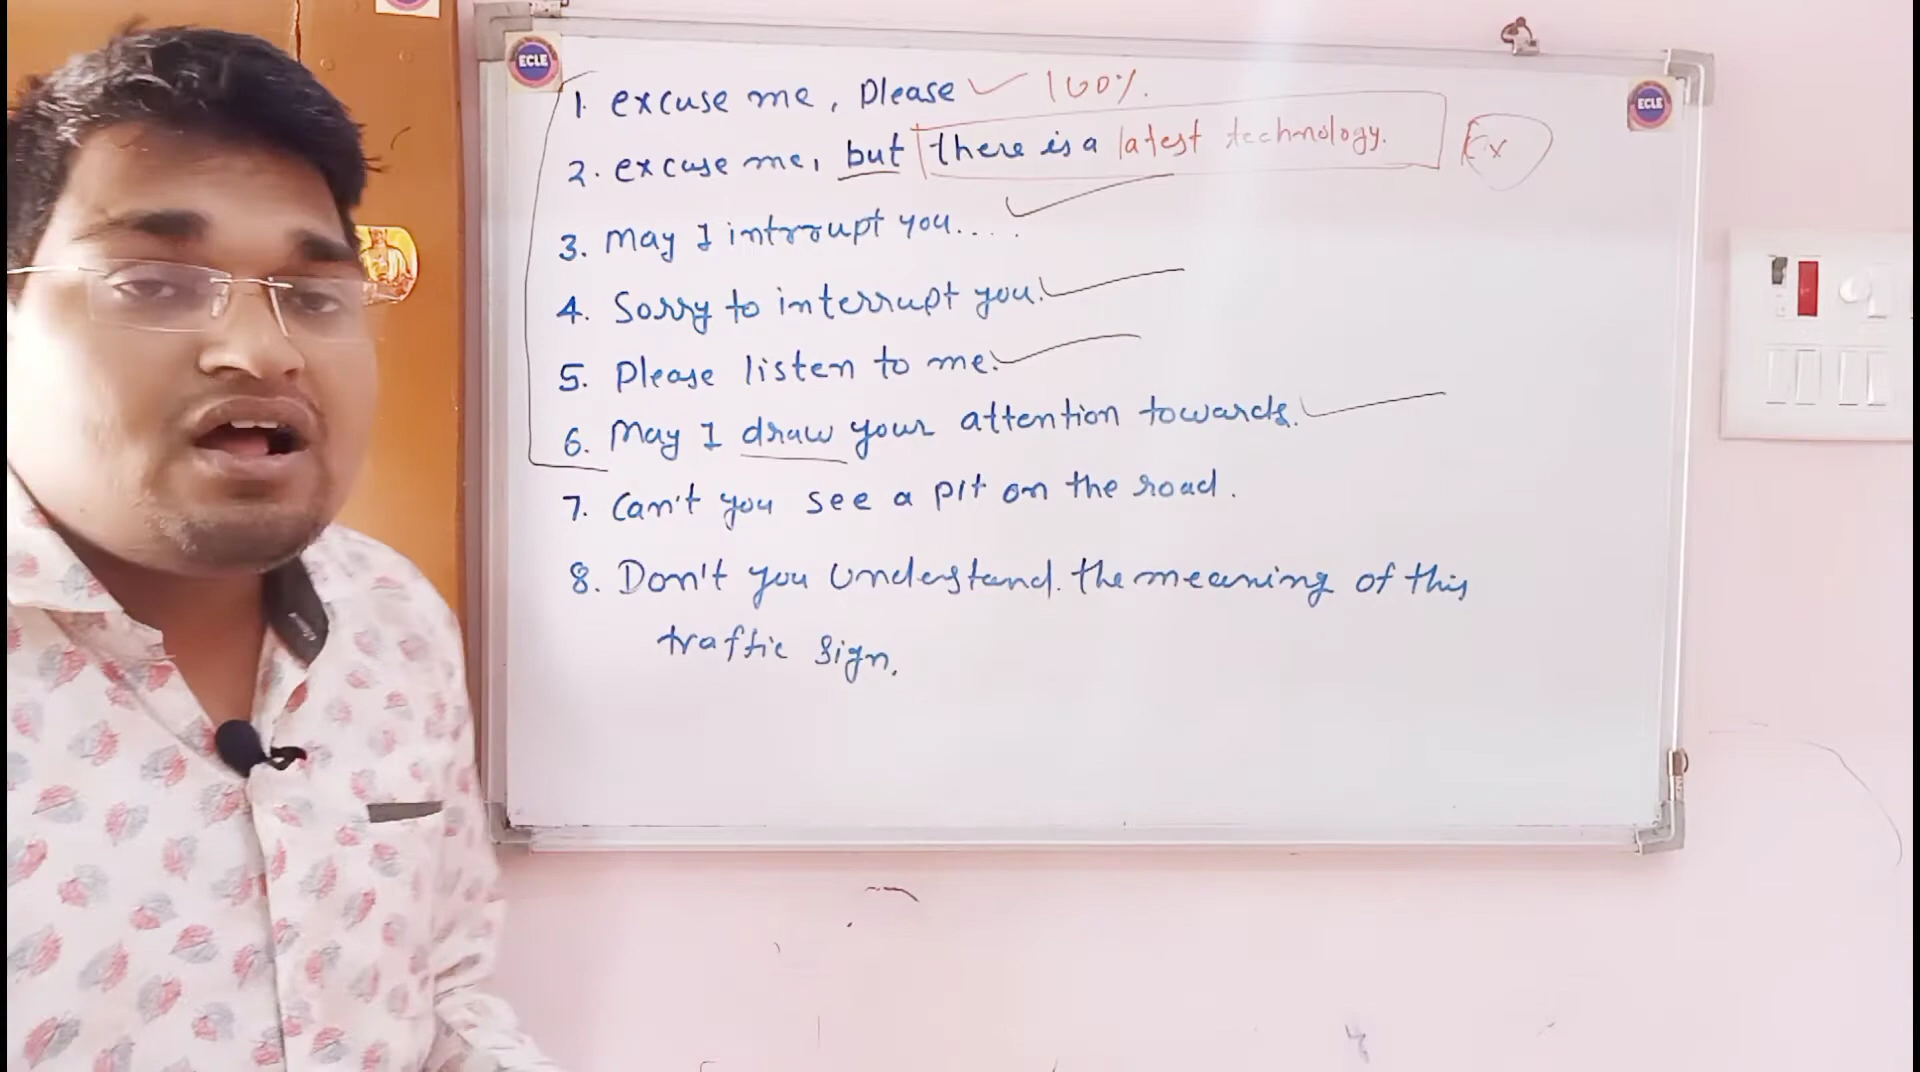 ECLE
ECLE
1. excuse me, Please 100%.
2. excuse me, but there is a latest technology. Ex
3. May I intrrupt you....
4. Sorry to interrupt you.
5. Please listen to me.
6. May I draw your attention towards.
7. Can't you see a pit on the road.
8. Don't you understand. the meaning of this
traffic sign.